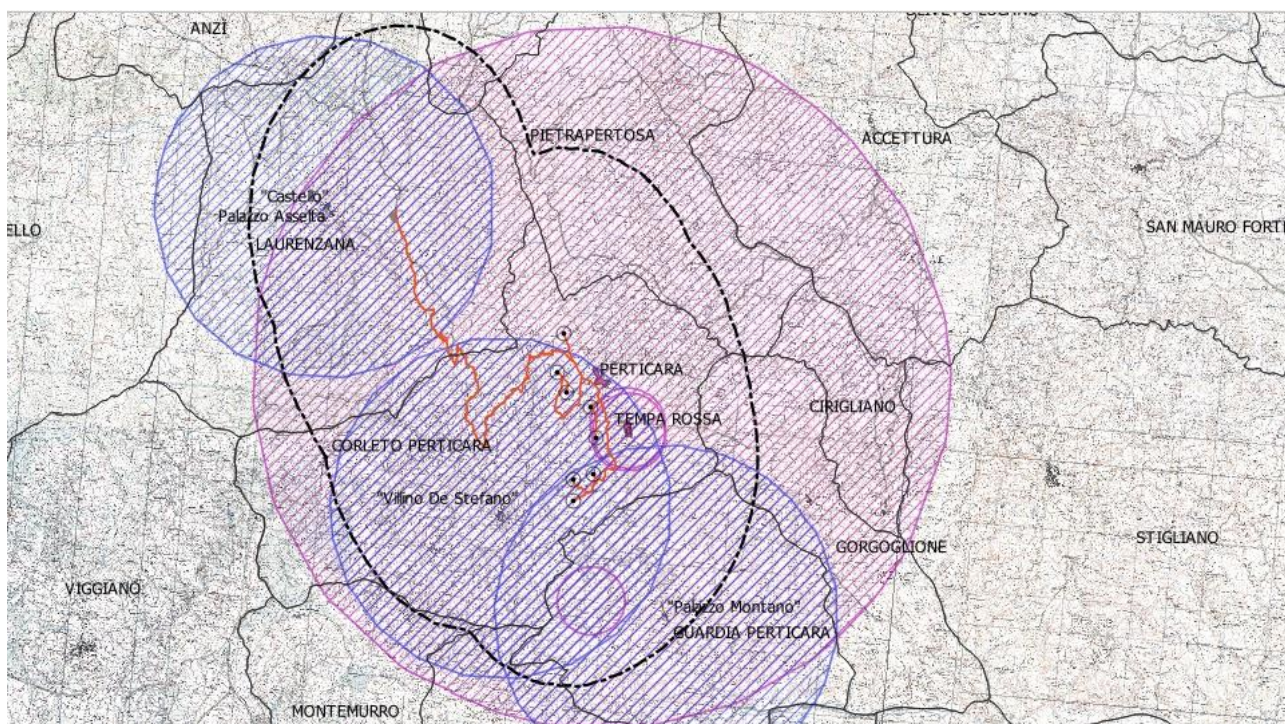 ANZI
PIETRAPERTOSA
ACCETTURA
"Castello"
Palazzo Asselta
ELLO
LAURENZANA
SAN MAURO FORTI
PERTICARA
CIRIGLIANO
TEMPA ROSSA
CORLETO PERTICARA
"Villino De Stefano"
STIGLIANO
GORGOGLIONE
VIGGIANO
"Palazzo Montano"
GUARDIA PERTICARA
MONTEMURRO